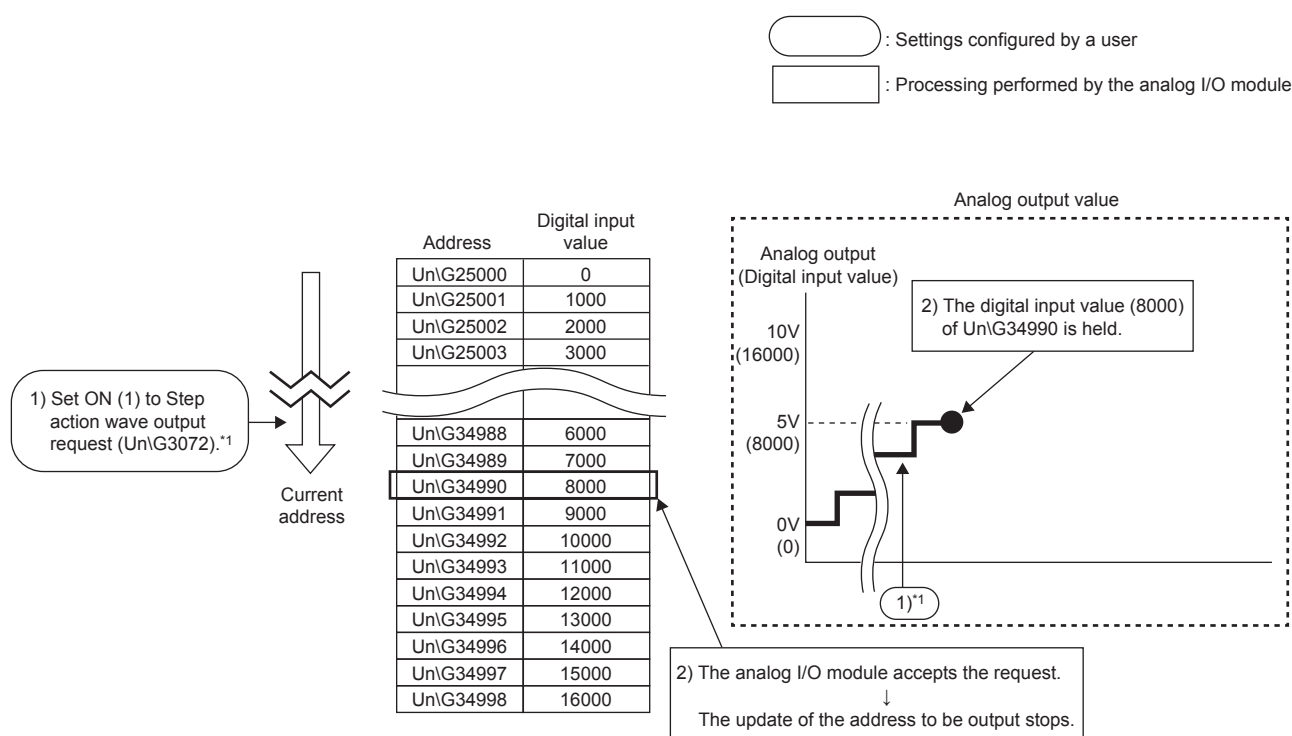 : Settings configured by a user
: Processing performed by the analog I/O module
Analog output value
Address
Digital input
value
Un\G25000 0
Un\G25001 1000
Un\G25002 2000
Un\G25003 3000
Un\G34988 6000
Un\G34989 7000
Un\G34990 8000
Un\G34991 9000
Un\G34992 10000
Un\G34993 11000
Un\G34994 12000
Un\G34995 13000
Un\G34996 14000
Un\G34997 15000
Un\G34998 16000
1) Set ON (1) to Step
action wave output
request (Un\G3072).*1
Current
address
Analog output
(Digital input value)
10V
(16000)
5V
(8000)
0V
(0)
2) The digital input value (8000)
of Un\G34990 is held.
1)*1
2) The analog I/O module accepts the request.
↓
The update of the address to be output stops.